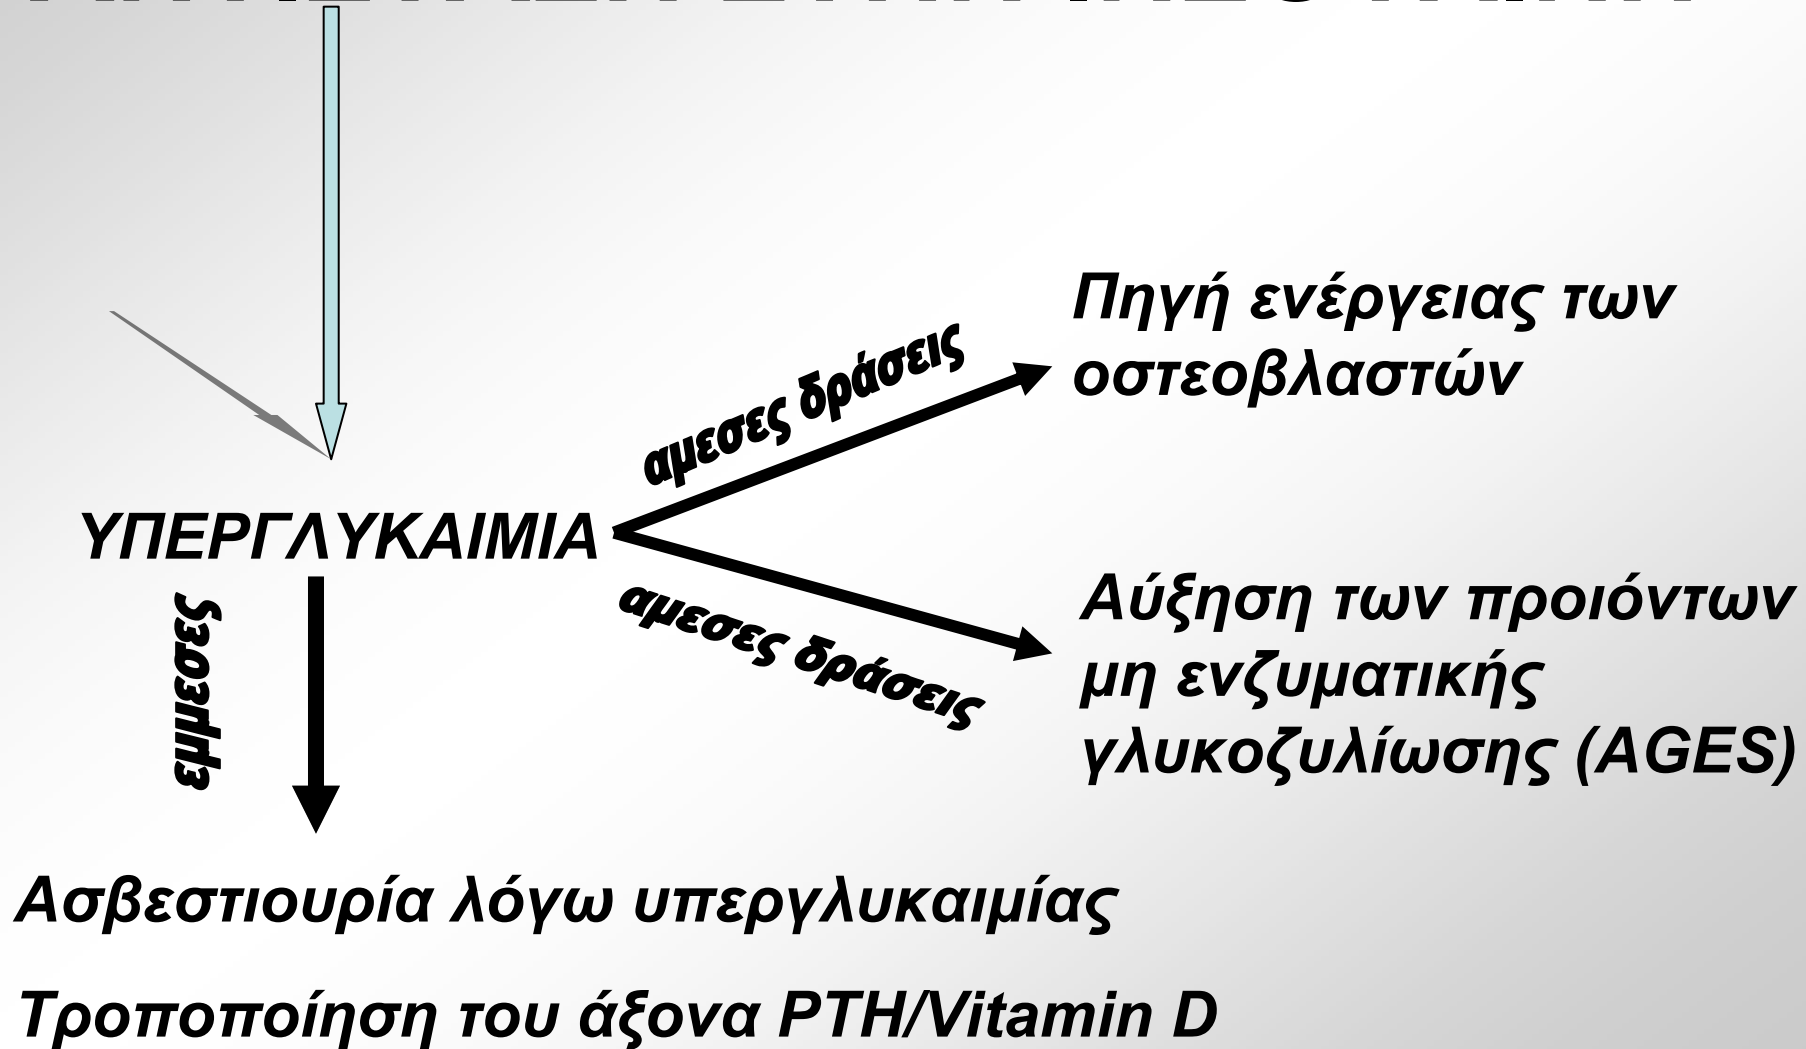 αμεσες δράσεις
Πηγή ενέργειας των
οστεοβλαστών
ΥΠΕΡΓΛΥΚΑΙΜΙΑ
αμεσες δράσεις
Αύξηση των προιόντων
μη ενζυματικής
γλυκοζυλίωσης (AGES)
εμμεσες
Ασβεστιουρία λόγω υπεργλυκαιμίας
Τροποποίηση του άξονα PTH/Vitamin D